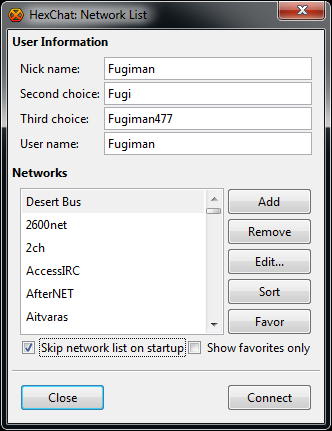 HexChat: Network List
User Information
Nick name: Fugiman
Second choice: Fugi
Third choice: Fugiman477
User name: Fugiman
Networks
Desert Bus
2600net
2ch
AccessIRC
AfterNET
Aitvaras
Add
Remove
Edit...
Sort
Favor
Skip network list on startup Show favorites only
Close Connect